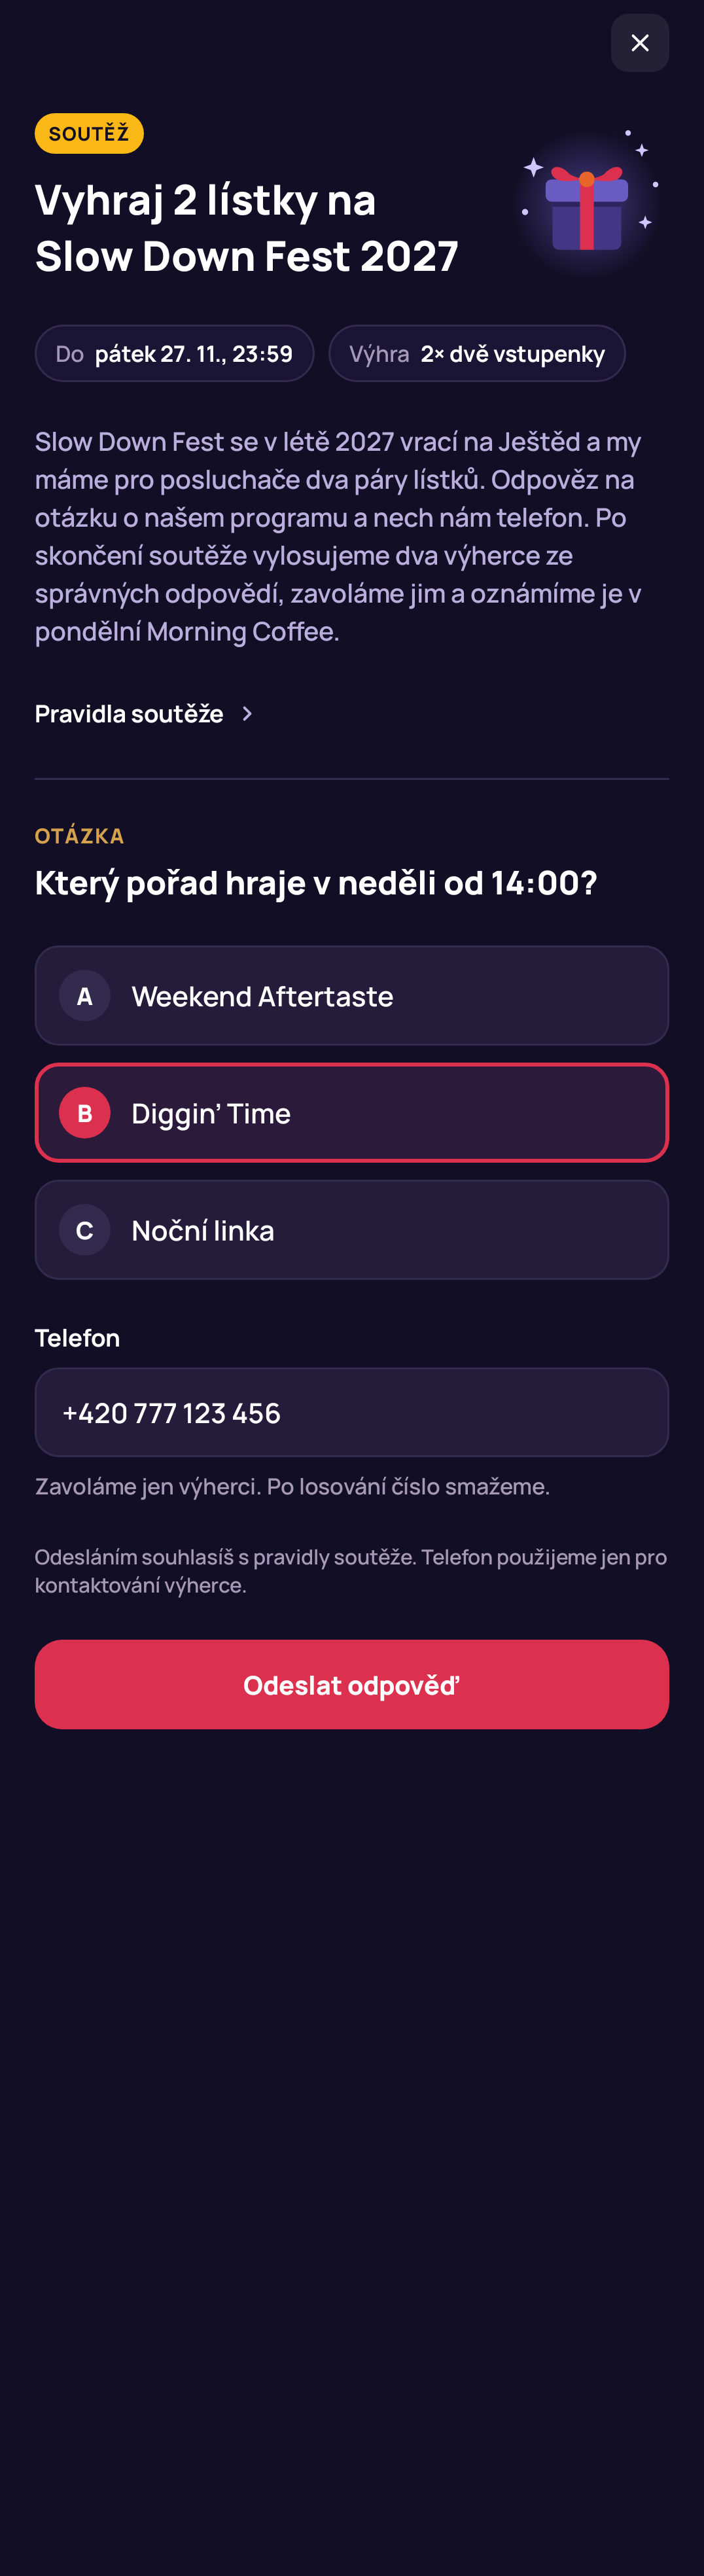 SOUTĚŽ
Vyhraj 2 lístky na
Slow Down Fest 2027
Do pátek 27. 11., 23:59
Výhra 2× dvě vstupenky
Slow Down Fest se v létě 2027 vrací na Ještěd a my
máme pro posluchače dva páry lístků. Odpověz na
otázku o našem programu a nech nám telefon. Po
skončení soutěže vylosujeme dva výherce ze
správných odpovědí, zavoláme jim a oznámíme je v
pondělní Morning Coffee.
Pravidla soutěže
OTÁZKA
Který pořad hraje v neděli od 14:00?
A Weekend Aftertaste
B Diggin’ Time
C Noční linka
Telefon
+420 777 123 456
Zavoláme jen výherci. Po losování číslo smažeme.
Odesláním souhlasíš s pravidly soutěže. Telefon použijeme jen pro
kontaktování výherce.
Odeslat odpověď